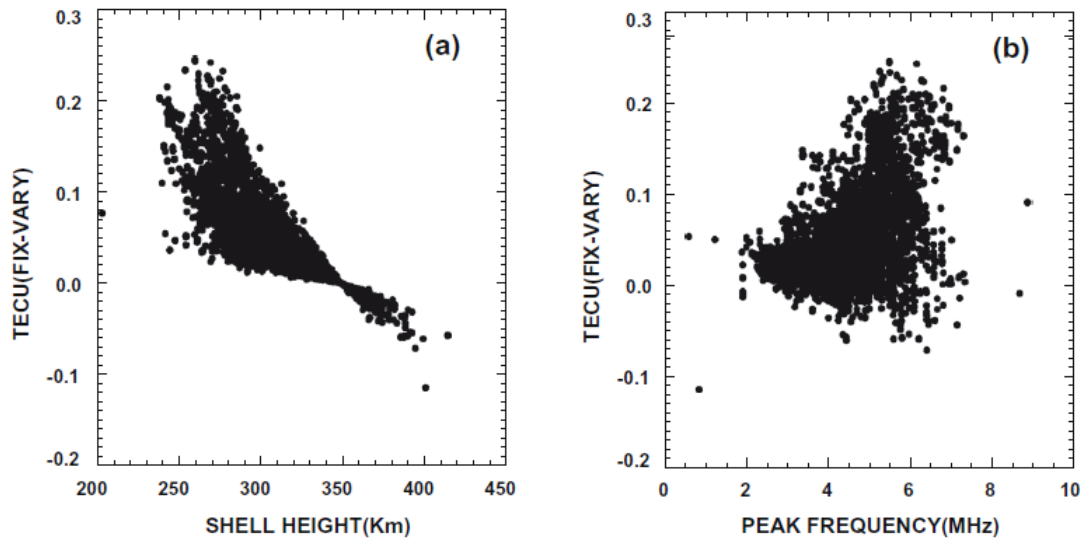 0.3
(a)
0.2
0.1
0.0
-0.1
-0.2
TECU(FIX-VARY)
200 250 300 350 400 450
SHELL HEIGHT(Km)
0.3
(b)
0.2
0.1
0.0
-0.1
-0.2
TECU(FIX-VARY)
0 2 4 6 8 10
PEAK FREQUENCY(MHz)